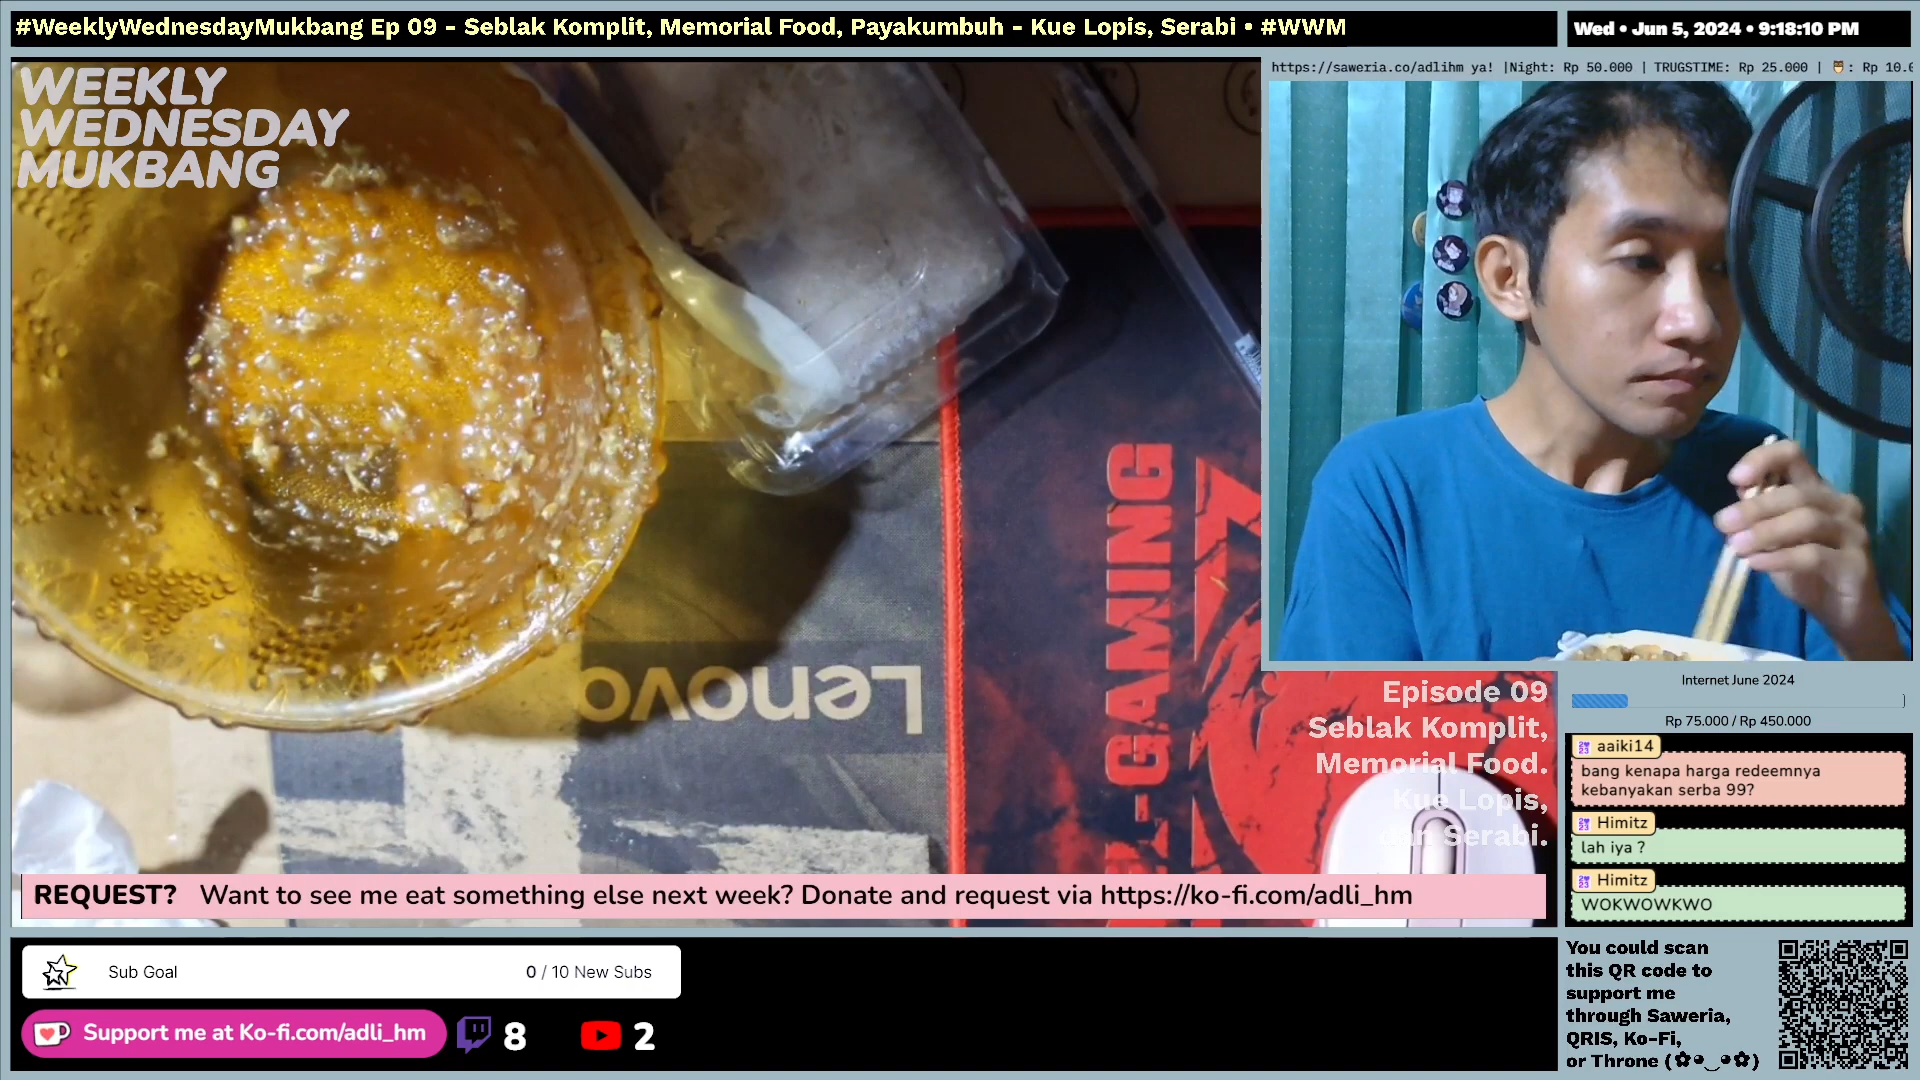 #WeeklyWednesdayMukbang Ep 09 - Seblak Komplit, Memorial Food, Payakumbuh - Kue Lopis, Serabi • #WWM
Wed • Jun 5, 2024 • 9:18:10 PM
https://saweria.co/adlihm ya! |Night: Rp 50.000 | TRUGSTIME: Rp 25.000 | 🦉: Rp 10.0
WEEKLY
WEDNESDAY
MUKBANG
Lenovo
-GAMING
Episode 09
Seblak Komplit,
Memorial Food.
Kue Lopis,
dan Serabi.
REQUEST? Want to see me eat something else next week? Donate and request via https://ko-fi.com/adli_hm
Internet June 2024
Rp 75.000 / Rp 450.000
aaiki14
bang kenapa harga redeemnya
kebanyakan serba 99?
Himitz
lah iya ?
Himitz
WOKWOWKWO
Sub Goal
0 / 10 New Subs
Support me at Ko-fi.com/adli_hm
8
2
You could scan
this QR code to
support me
through Saweria,
QRIS, Ko-Fi,
or Throne (✿◕‿◕✿)